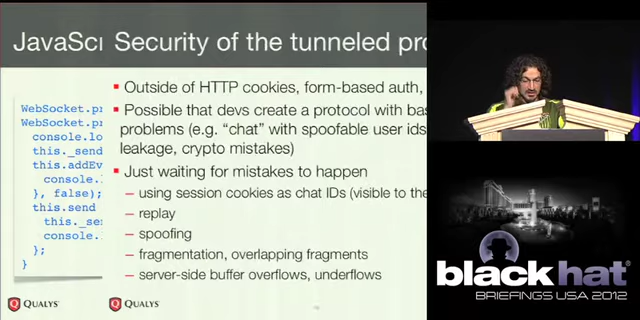 JavaScr
Security of the tunneled pro
WebSocket.pr
WebSocket.pr
console.lo
this._send
this.addEv
console.l
}, false);
this.send
this._se
console.
};
}
Outside of HTTP cookies, form-based auth,
Possible that devs create a protocol with bas
problems (e.g. “chat” with spoofable user ids
leakage, crypto mistakes)
Just waiting for mistakes to happen
– using session cookies as chat IDs (visible to the
– replay
– spoofing
– fragmentation, overlapping fragments
– server-side buffer overflows, underflows
QUALYS
QUALYS
black hat®
BRIEFINGS USA 2012